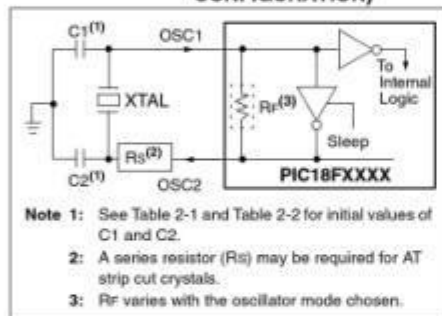 CONFIGURATION)
C1(1)
OSC1
To
Internal
Logic
XTAL
RF(3)
Sleep
C2(1)
RS(2)
OSC2
PIC18FXXXX
Note 1: See Table 2-1 and Table 2-2 for initial values of
C1 and C2.
2: A series resistor (RS) may be required for AT
strip cut crystals.
3: RF varies with the oscillator mode chosen.